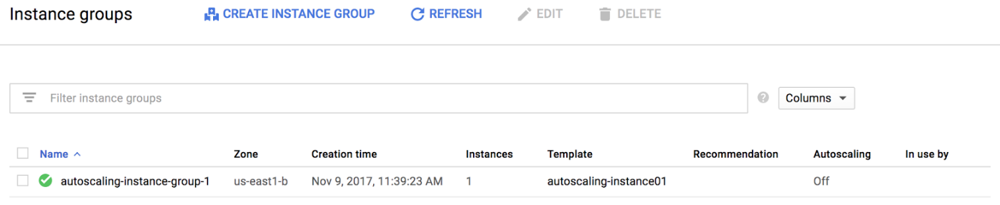 Instance groups CREATE INSTANCE GROUP REFRESH EDIT DELETE
Filter instance groups ? Columns
Name Zone Creation time Instances Template Recommendation Autoscaling In use by
autoscaling-instance-group-1 us-east1-b Nov 9, 2017, 11:39:23 AM 1 autoscaling-instance01 Off